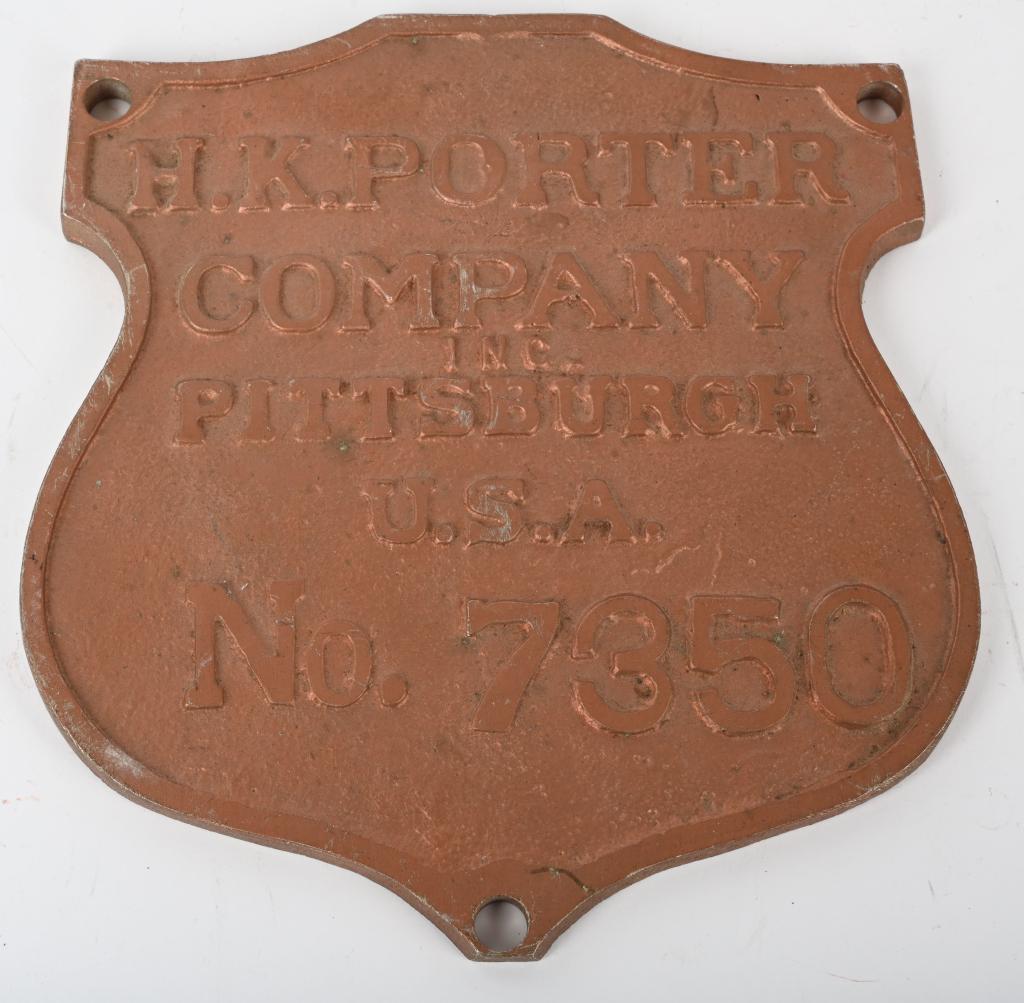 H.K.PORTER
COMPANY
INC.
PITTSBURGH
U.S.A.
No. 7350